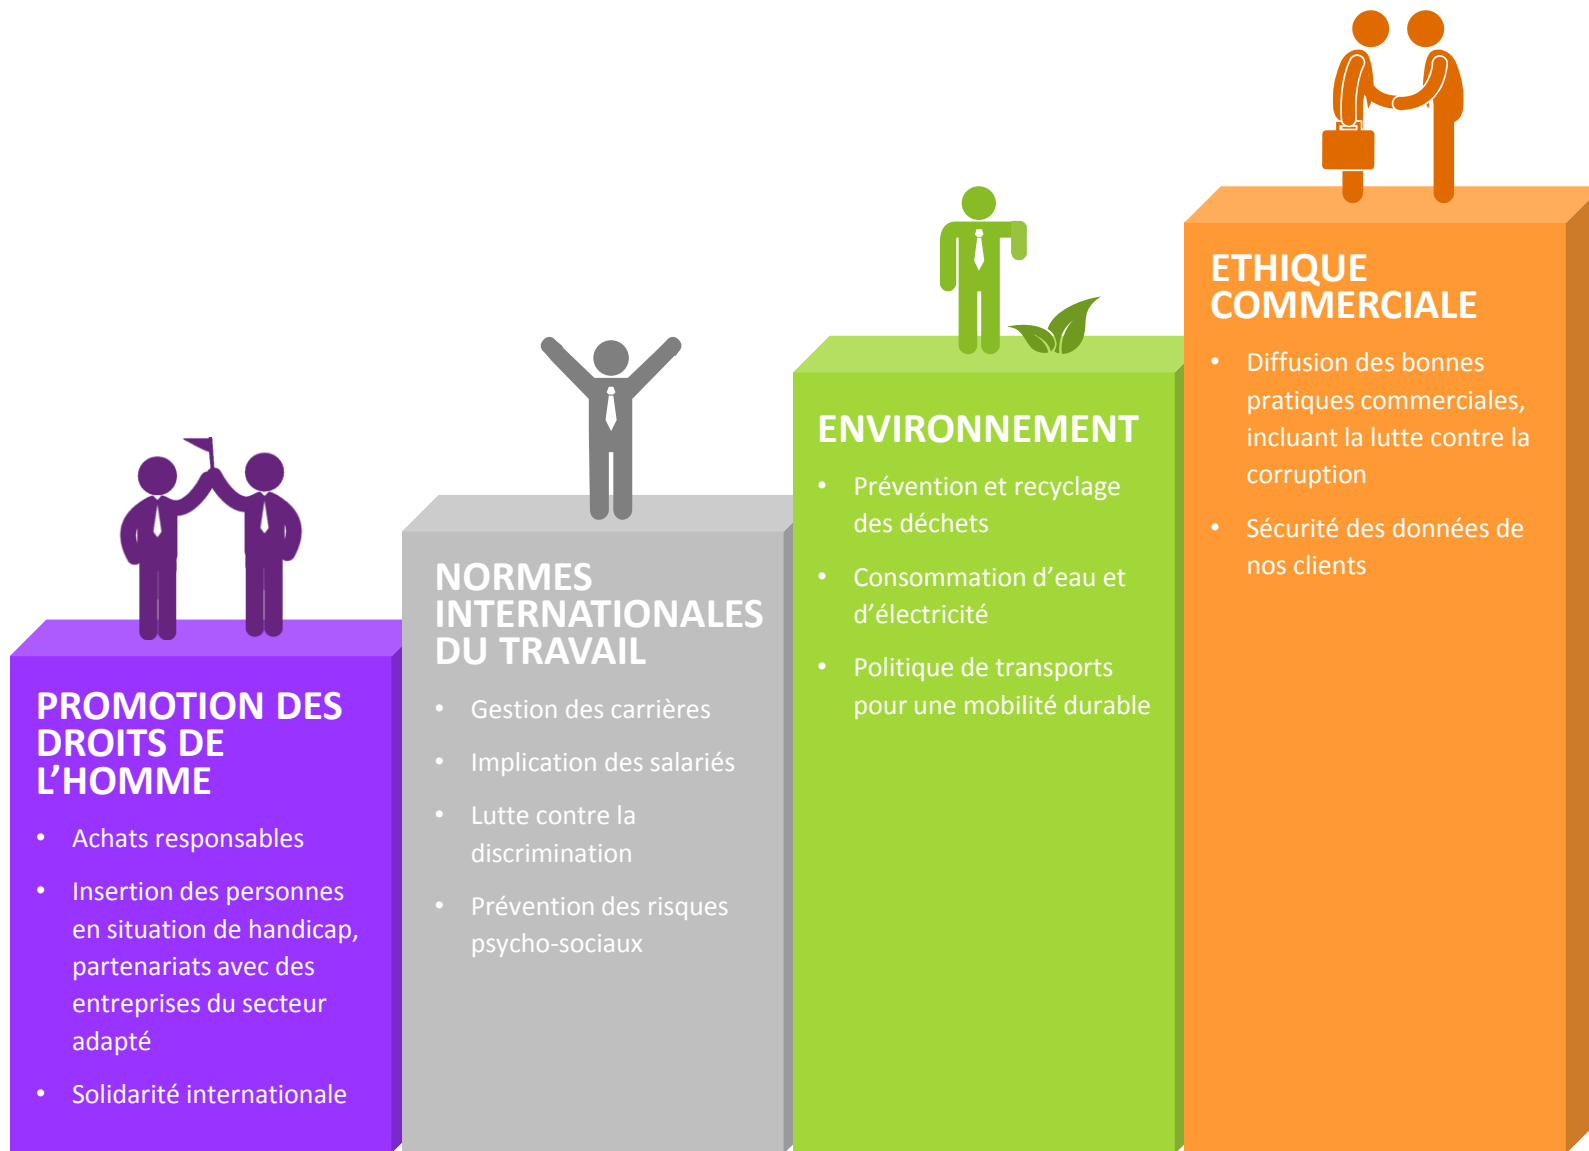 PROMOTION DES
DROITS DE
L’HOMME
• Achats responsables
• Insertion des personnes
en situation de handicap,
partenariats avec des
entreprises du secteur
adapté
• Solidarité internationale
NORMES
INTERNATIONALES
DU TRAVAIL
• Gestion des carrières
• Implication des salariés
• Lutte contre la
discrimination
• Prévention des risques
psycho-sociaux
ENVIRONNEMENT
• Prévention et recyclage
des déchets
• Consommation d’eau et
d’électricité
• Politique de transports
pour une mobilité durable
ETHIQUE
COMMERCIALE
• Diffusion des bonnes
pratiques commerciales,
incluant la lutte contre la
corruption
• Sécurité des données de
nos clients